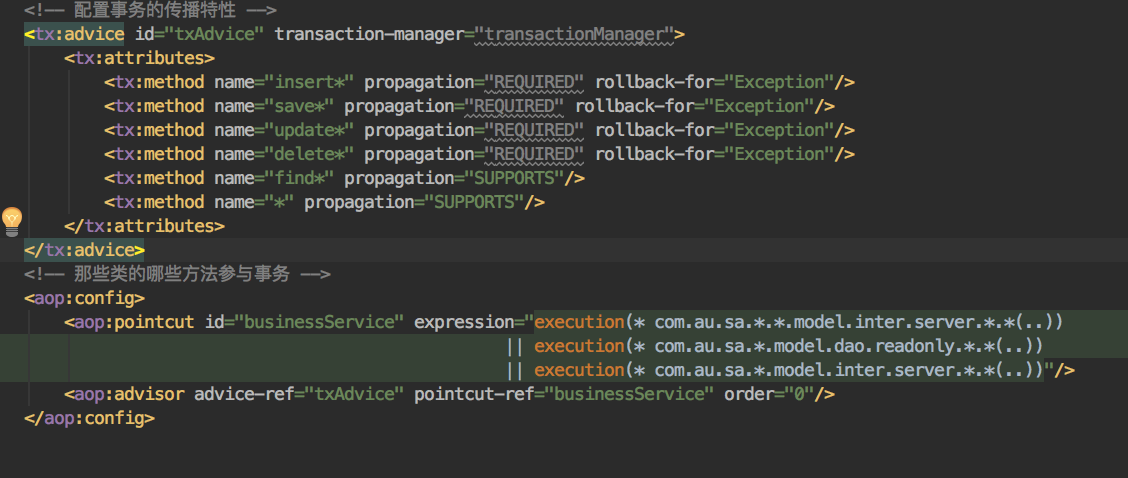 <!-- 配置事务的传播特性 -->
<tx:advice id="txAdvice" transaction-manager="transactionManager">
<tx:attributes>
<tx:method name="insert*" propagation="REQUIRED" rollback-for="Exception"/>
<tx:method name="save*" propagation="REQUIRED" rollback-for="Exception"/>
<tx:method name="update*" propagation="REQUIRED" rollback-for="Exception"/>
<tx:method name="delete*" propagation="REQUIRED" rollback-for="Exception"/>
<tx:method name="find*" propagation="SUPPORTS"/>
<tx:method name="*" propagation="SUPPORTS"/>
</tx:attributes>
</tx:advice>
<!-- 那些类的哪些方法参与事务 -->
<aop:config>
<aop:pointcut id="businessService" expression="execution(* com.au.sa.*.*.model.inter.server.*.*(..))
|| execution(* com.au.sa.*.model.dao.readonly.*.*(..))
|| execution(* com.au.sa.*.model.inter.server.*.*(..))"/>
<aop:advisor advice-ref="txAdvice" pointcut-ref="businessService" order="0"/>
</aop:config>